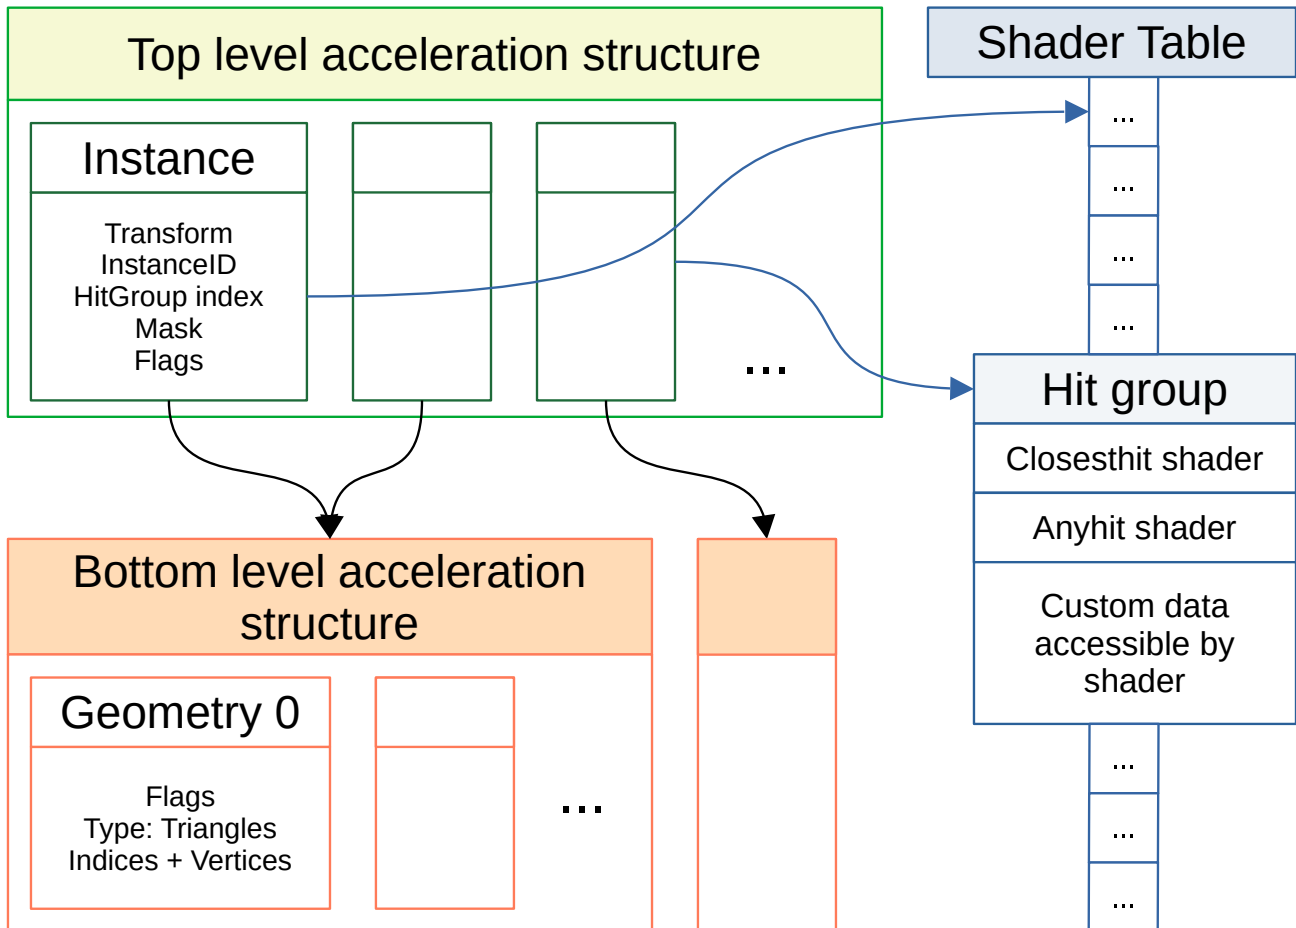 Top level acceleration structure
Instance
Transform
InstanceID
HitGroup index
Mask
Flags
...
Shader Table
...
...
...
...
Hit group
Closesthit shader
Anyhit shader
Custom data
accessible by
shader
...
...
...
Bottom level acceleration
structure
Geometry 0
Flags
Type: Triangles
Indices + Vertices
...